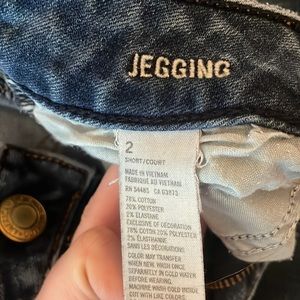 JEGGING
2
SHORT/COURT
MADE IN VIETNAM
FABRIQUÉ AU VIETNAM
RN 54485 CA 03975
78% COTTON
20% POLYESTER
2% ELASTANE
EXCLUSIVE OF DECORATION
78% COTON 20% POLYESTER
2% ÉLASTHANNE
SANS LES DÉCORATIONS
COLOR MAY TRANSFER
WHEN NEW. WASH ONCE
SEPARATELY IN COLD WATER
BEFORE WEARING.
MACHINE WASH COLD INSIDE
OUT WITH LIKE COLORS